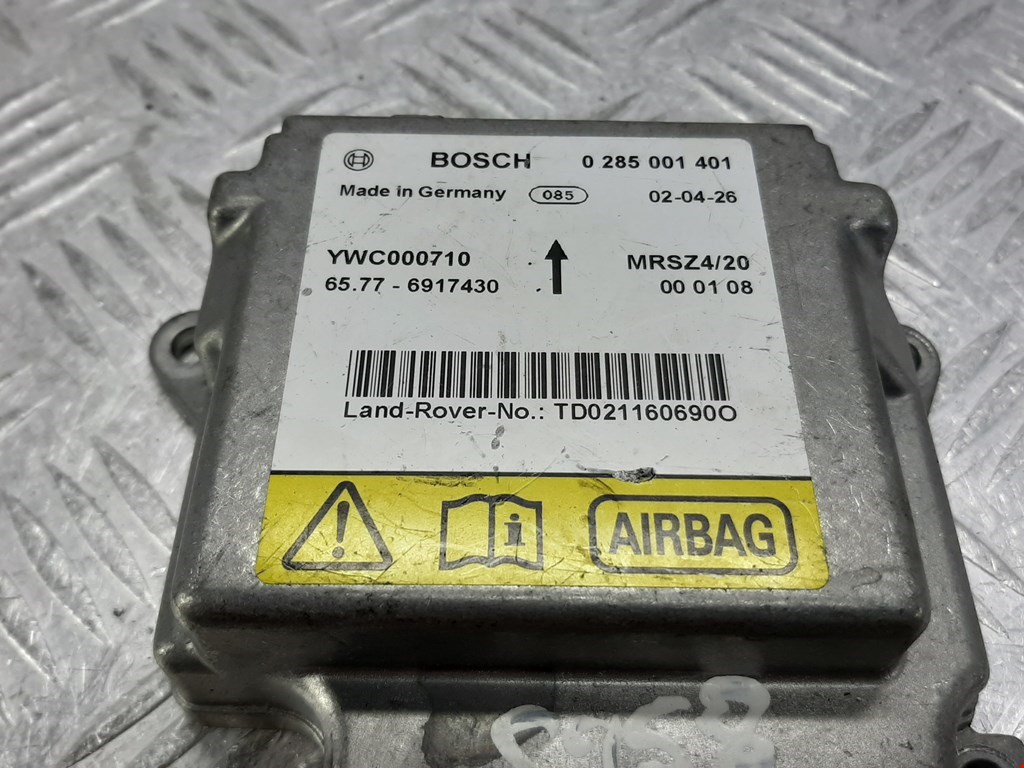 BOSCH 0 285 001 401
Made in Germany 085 02-04-26
YWC000710 MRSZ4/20
65.77 - 6917430 00 01 08
Land-Rover-No.: TD021160690O
AIRBAG